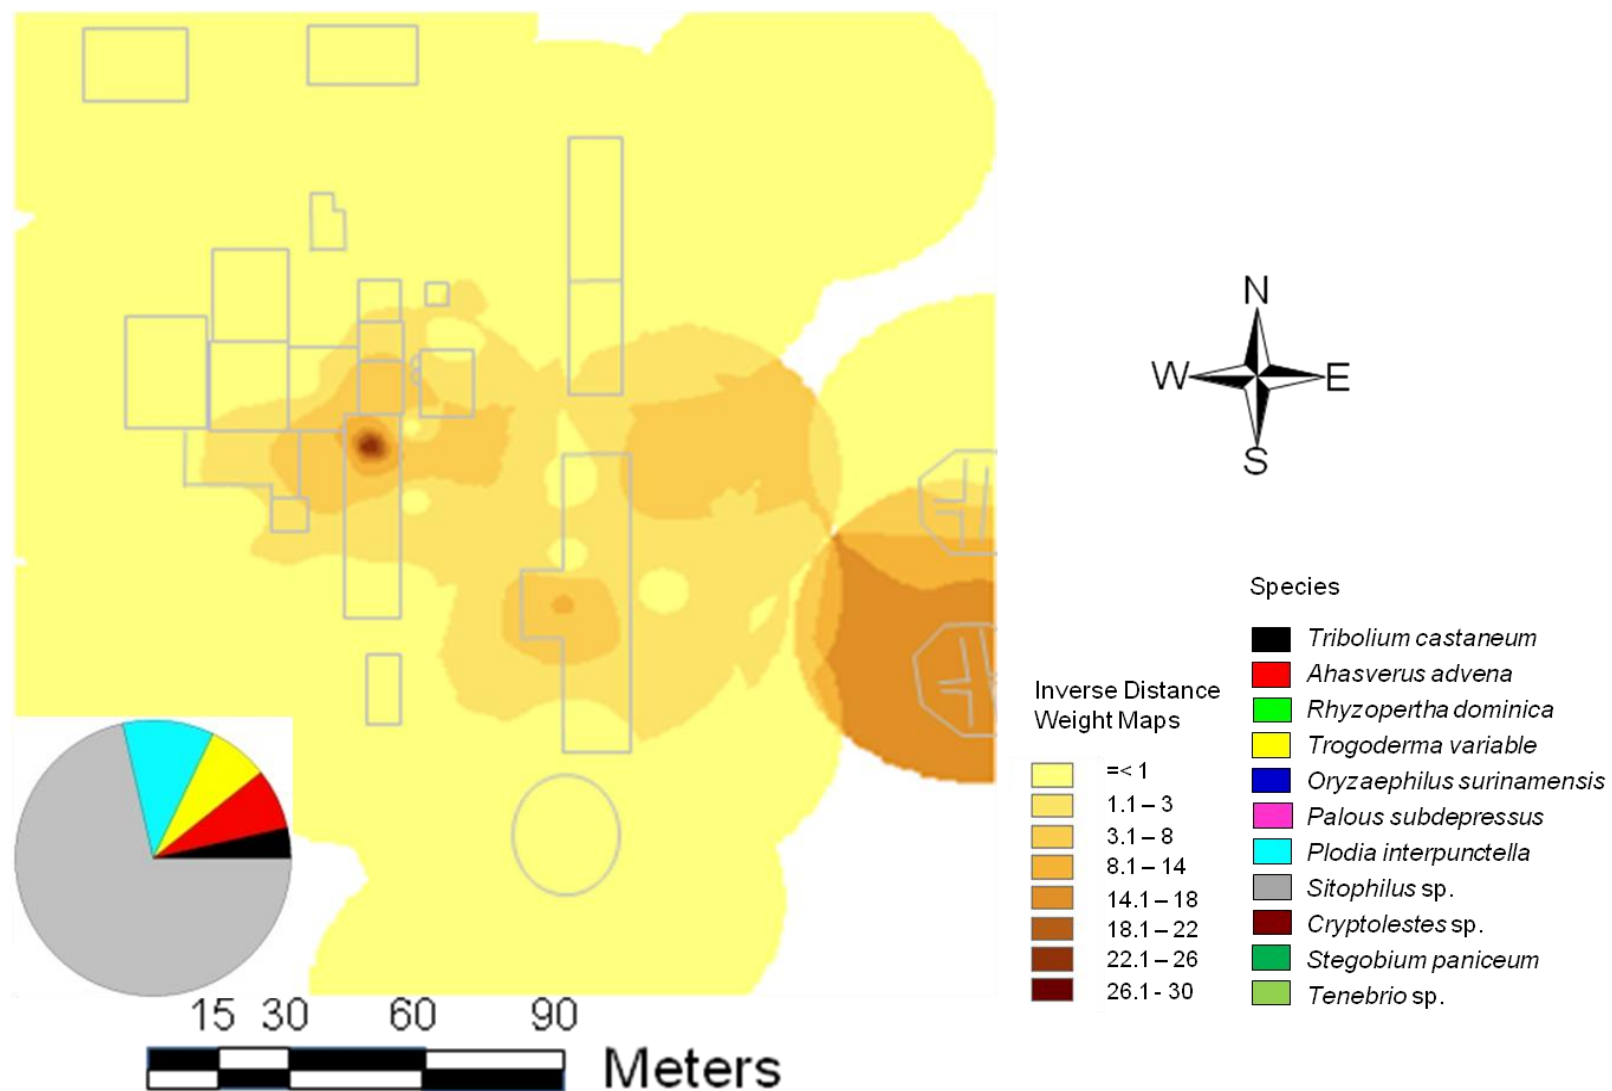 N
W E
S
Species
Tribolium castaneum
Ahasverus advena
Rhyzopertha dominica
Trogoderma variable
Oryzaephilus surinamensis
Palous subdepressus
Plodia interpunctella
Sitophilus sp.
Cryptolestes sp.
Stegobium paniceum
Tenebrio sp.
Inverse Distance
Weight Maps
=< 1
1.1 – 3
3.1 – 8
8.1 – 14
14.1 – 18
18.1 – 22
22.1 – 26
26.1 - 30
15 30 60 90
Meters